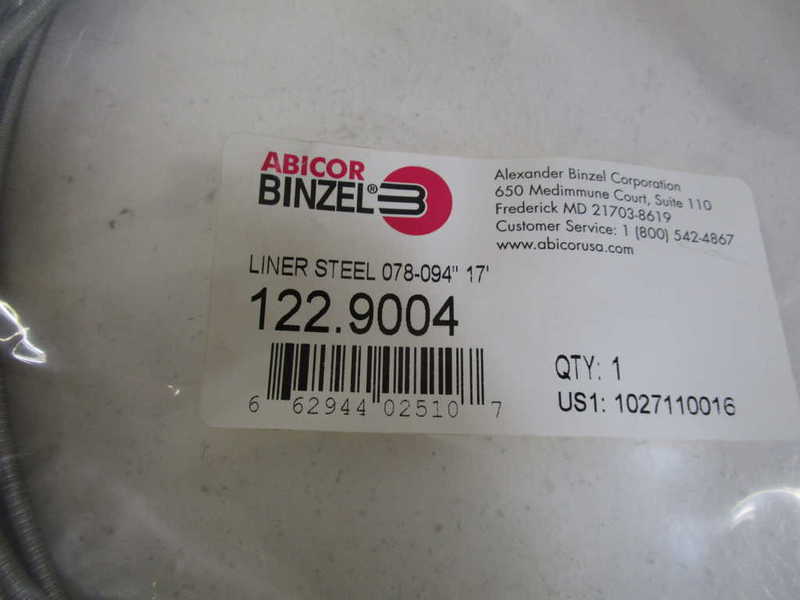 ABICOR
BINZEL®
Alexander Binzel Corporation
650 Medimmune Court, Suite 110
Frederick MD 21703-8619
Customer Service: 1 (800) 542-4867
www.abicorusa.com
LINER STEEL 078-094" 17'
122.9004
6 62944 02510 7
QTY: 1
US1: 1027110016